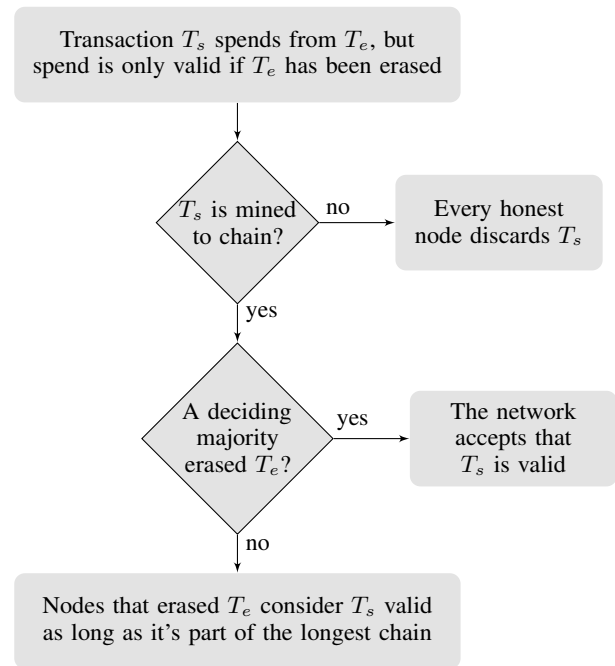 Transaction T_s spends from T_e, but
spend is only valid if T_e has been erased
T_s is mined
to chain?
no
Every honest
node discards T_s
yes
A deciding
majority
erased T_e?
yes
The network
accepts that
T_s is valid
no
Nodes that erased T_e consider T_s valid
as long as it's part of the longest chain